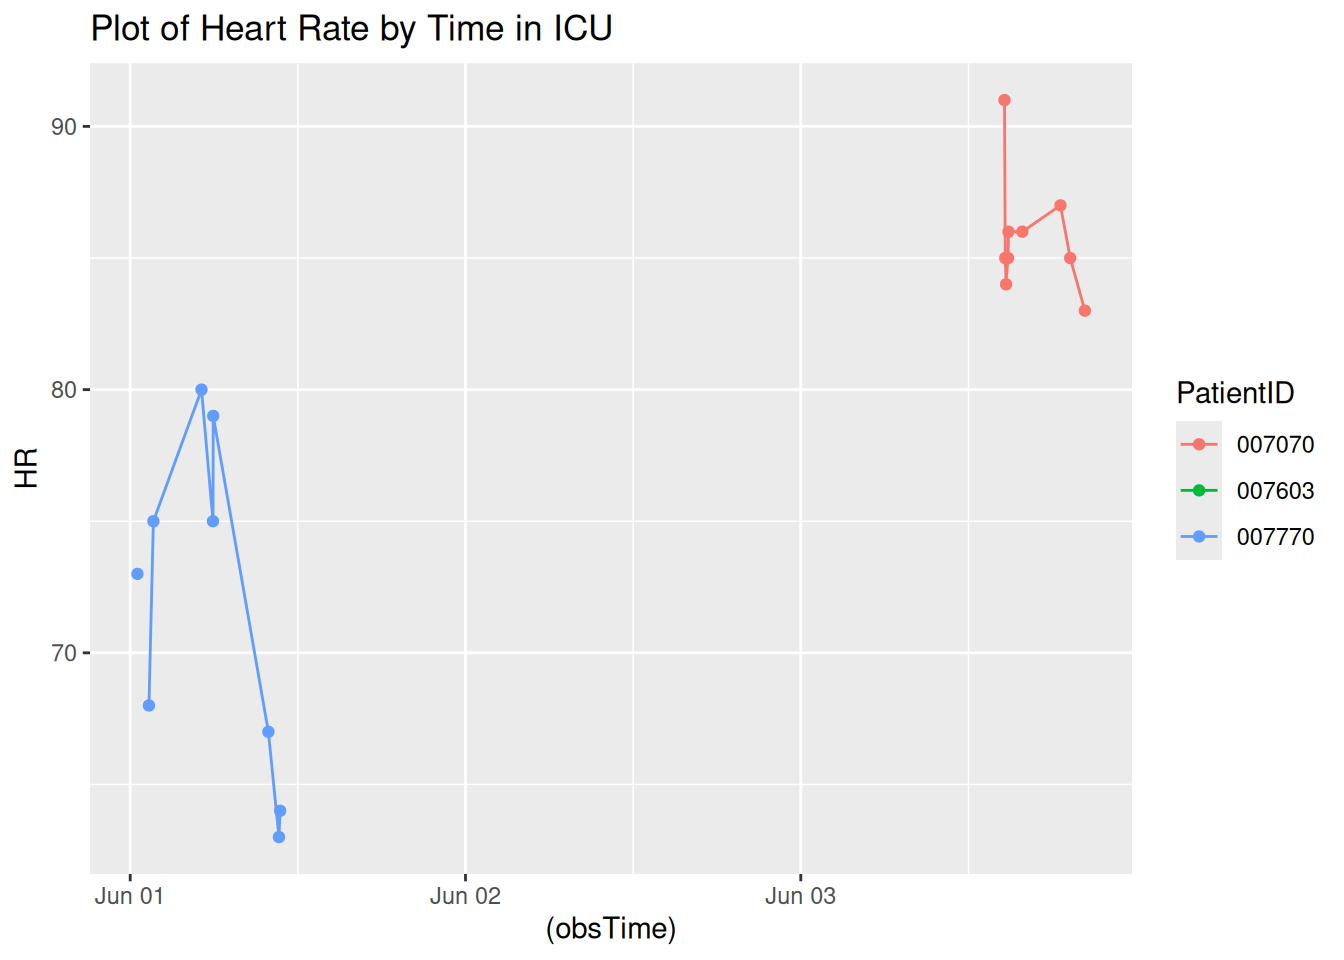 Plot of Heart Rate by Time in ICU
90
80
70
HR
Jun 01
Jun 02
Jun 03
(obsTime)
PatientID
007070
007603
007770